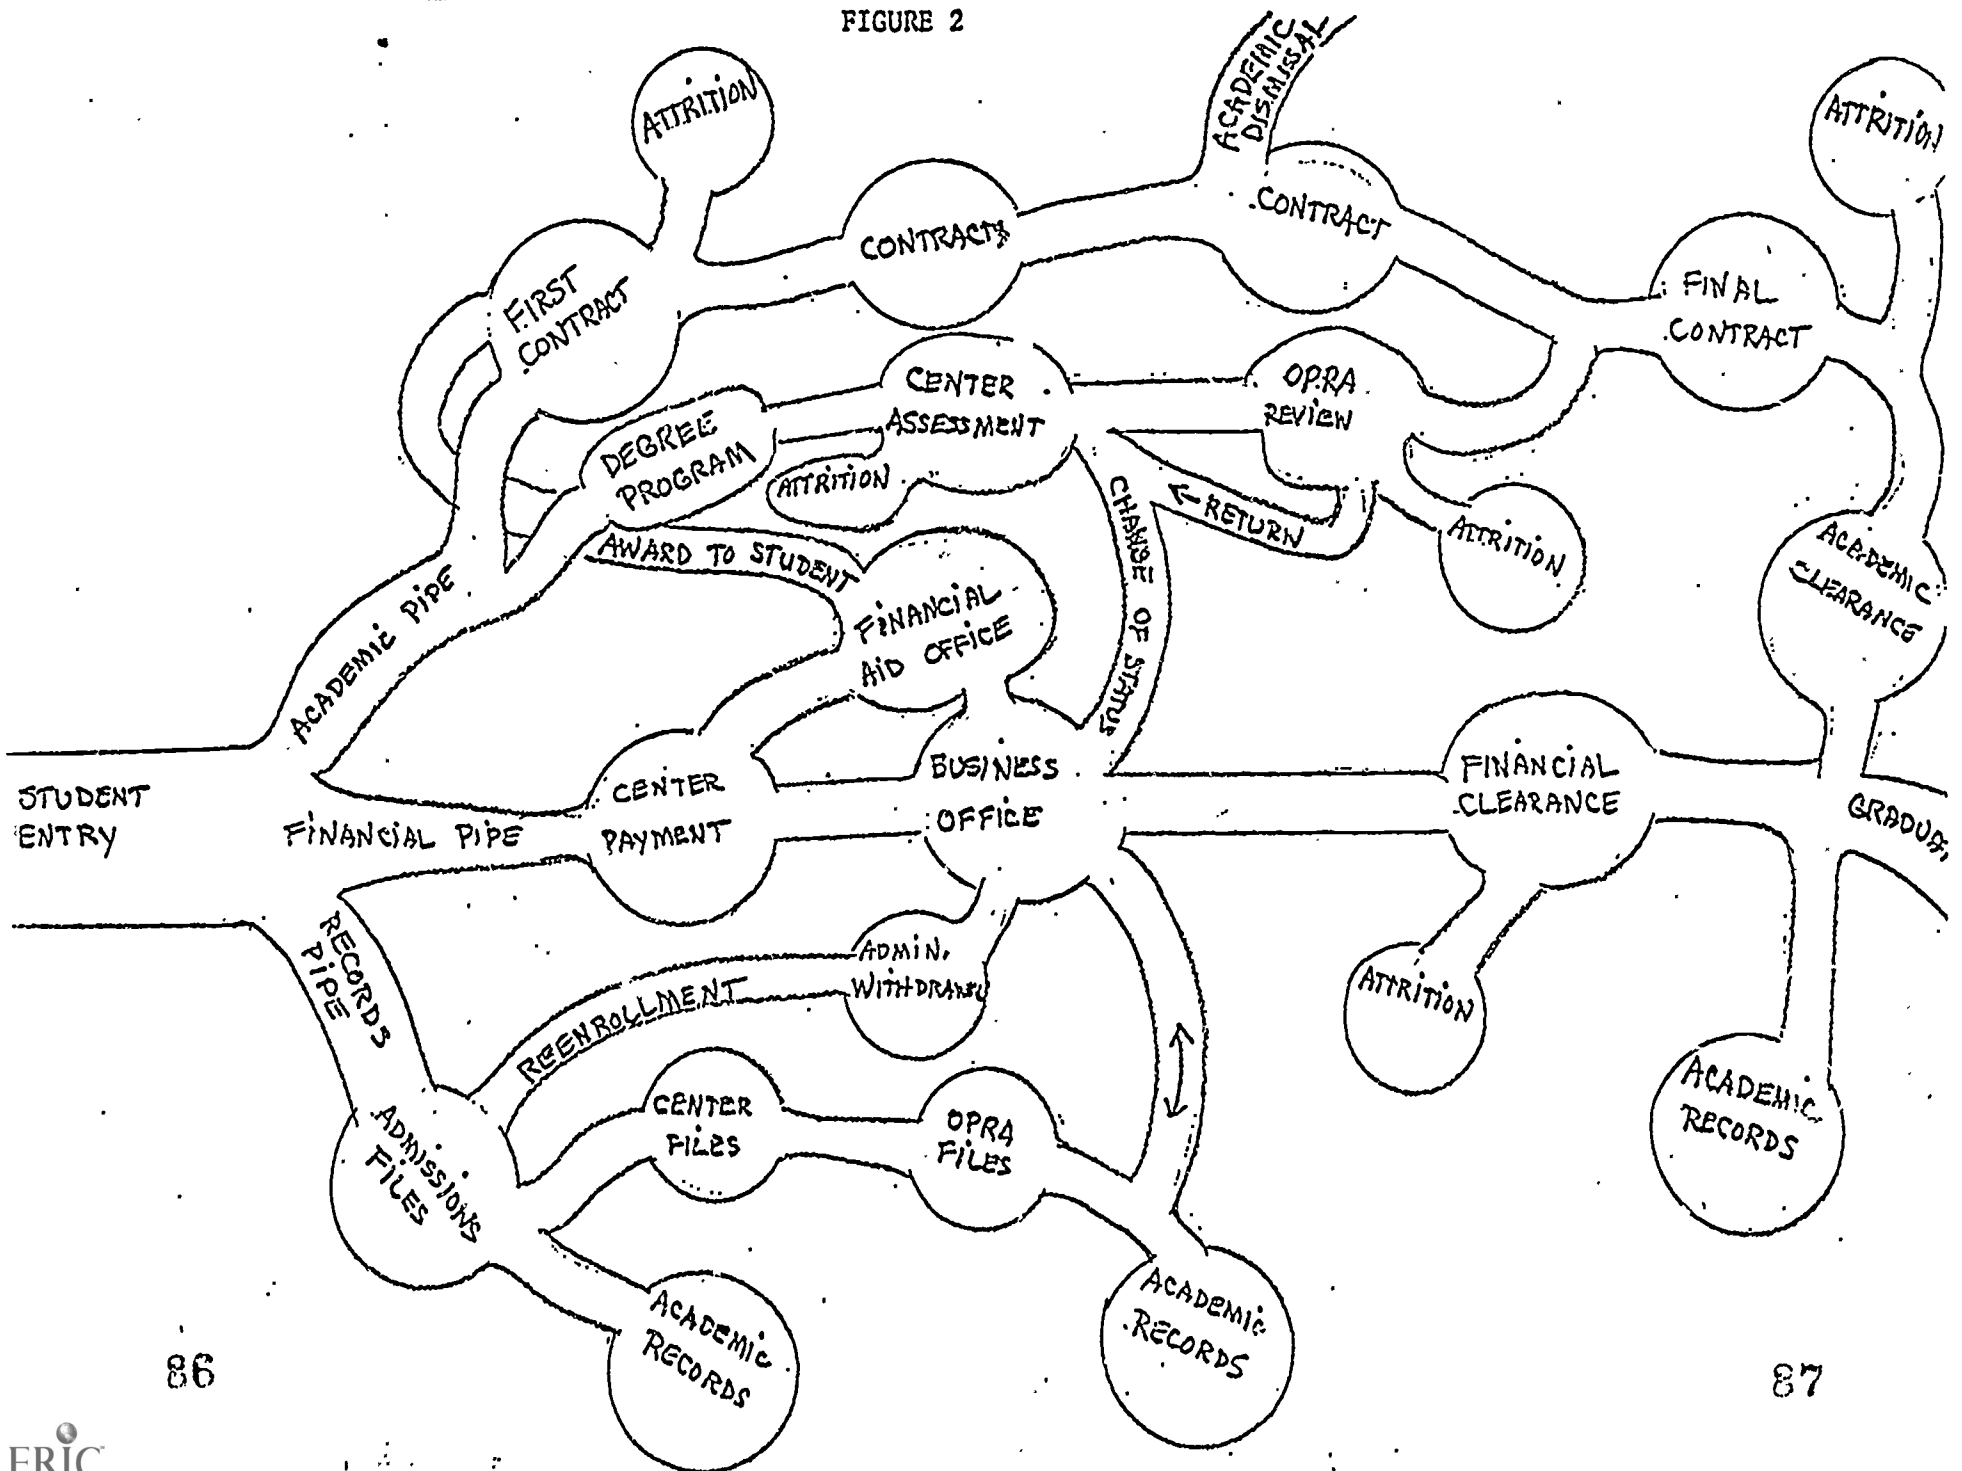 FIGURE 2
ACADEMIC
DISMISSAL
ATTRITION
ATTRITION
CONTRACT
CONTRACTS
FIRST
CONTRACT
FINAL
CONTRACT
CENTER
ASSESSMENT
OPRA
REVIEW
DEGREE
PROGRAM
ATTRITION
CHANGE OF STATUS
← RETURN
ATTRITION
ACADEMIC
CLEARANCE
AWARD TO STUDENT
FINANCIAL
AID OFFICE
ACADEMIC PIPE
STUDENT
ENTRY
FINANCIAL PIPE
CENTER
PAYMENT
BUSINESS
OFFICE
FINANCIAL
CLEARANCE
RECORDS
PIPE
ADMIN.
REENROLLMENT
ATTRITION
ADMISSIONS
FILES
CENTER
FILES
OPRA
FILES
ACADEMIC
RECORDS
ACADEMIC
RECORDS
ACADEMIC
RECORDS
86
87
ERIC